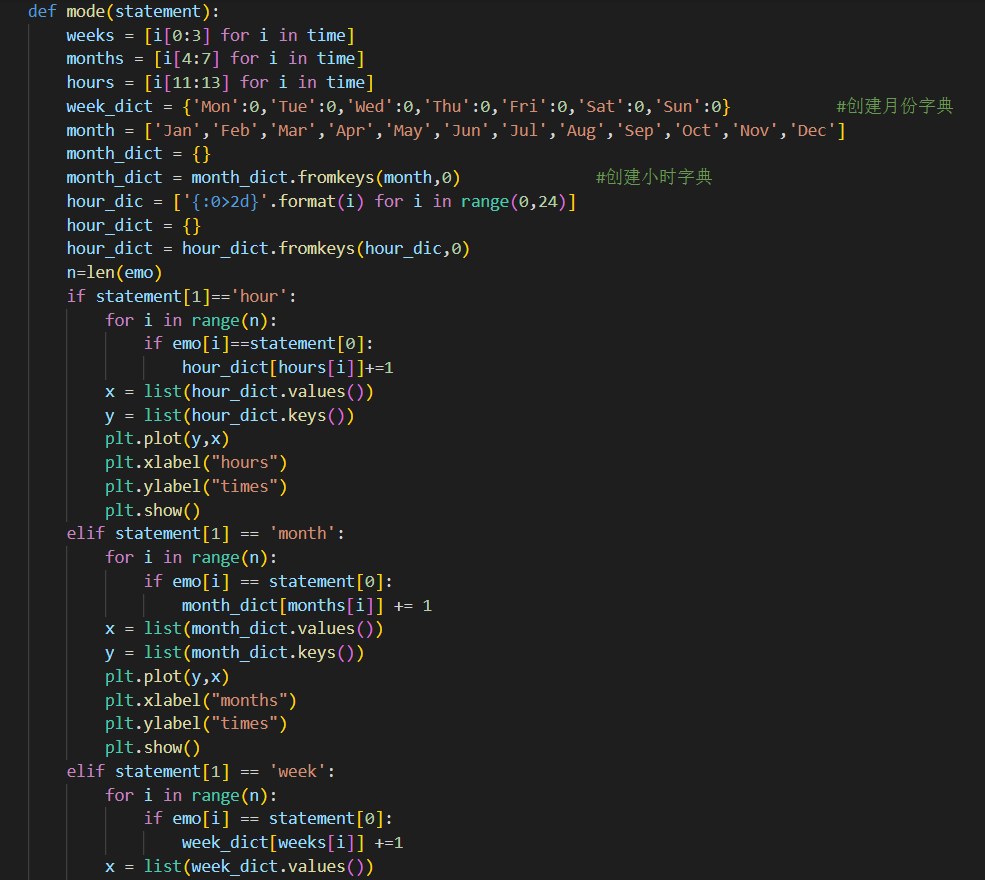 def mode(statement):
    weeks = [i[0:3] for i in time]
    months = [i[4:7] for i in time]
    hours = [i[11:13] for i in time]
    week_dict = {'Mon':0,'Tue':0,'Wed':0,'Thu':0,'Fri':0,'Sat':0,'Sun':0}           #创建月份字典
    month = ['Jan','Feb','Mar','Apr','May','Jun','Jul','Aug','Sep','Oct','Nov','Dec']
    month_dict = {}
    month_dict = month_dict.fromkeys(month,0)              #创建小时字典
    hour_dic = ['{:0>2d}'.format(i) for i in range(0,24)]
    hour_dict = {}
    hour_dict = hour_dict.fromkeys(hour_dic,0)
    n=len(emo)
    if statement[1]=='hour':
        for i in range(n):
            if emo[i]==statement[0]:
                hour_dict[hours[i]]+=1
        x = list(hour_dict.values())
        y = list(hour_dict.keys())
        plt.plot(y,x)
        plt.xlabel("hours")
        plt.ylabel("times")
        plt.show()
    elif statement[1] == 'month':
        for i in range(n):
            if emo[i] == statement[0]:
                month_dict[months[i]] += 1
        x = list(month_dict.values())
        y = list(month_dict.keys())
        plt.plot(y,x)
        plt.xlabel("months")
        plt.ylabel("times")
        plt.show()
    elif statement[1] == 'week':
        for i in range(n):
            if emo[i] == statement[0]:
                week_dict[weeks[i]] +=1
        x = list(week_dict.values())